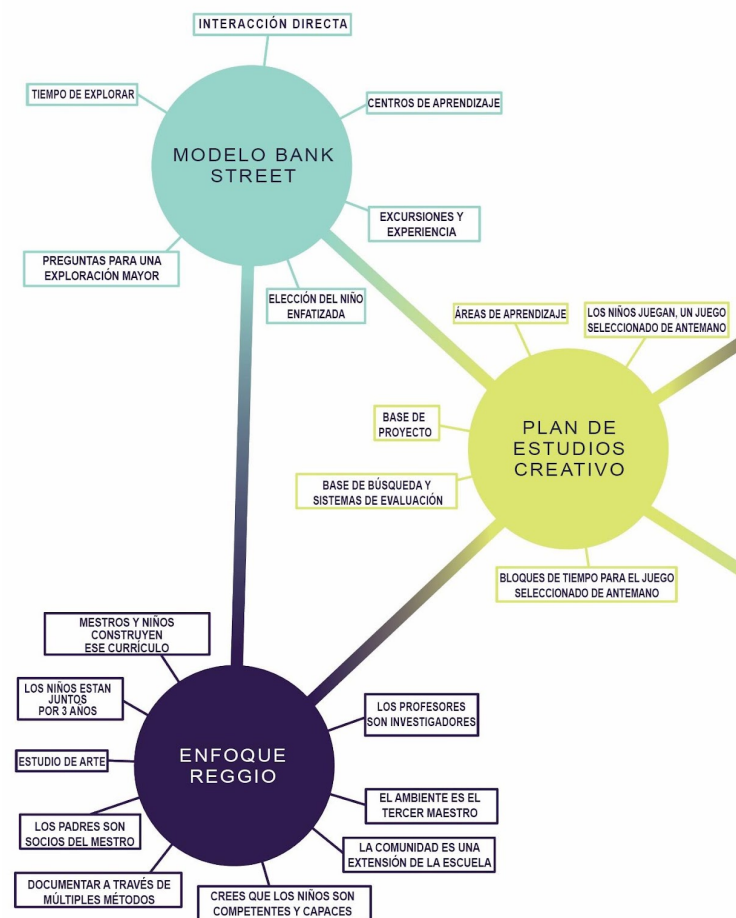 INTERACCIÓN DIRECTA
TIEMPO DE EXPLORAR
CENTROS DE APRENDIZAJE
MODELO BANK
STREET
EXCURSIONES Y
EXPERIENCIA
PREGUNTAS PARA UNA
EXPLORACIÓN MAYOR
ELECCIÓN DEL NIÑO
ENFATIZADA
ÁREAS DE APRENDIZAJE
LOS NIÑOS JUEGAN, UN JUEGO
SELECCIONADO DE ANTEMANO
BASE DE
PROYECTO
PLAN DE
ESTUDIOS
CREATIVO
BASE DE BÚSQUEDA Y
SISTEMAS DE EVALUACIÓN
BLOQUES DE TIEMPO PARA EL JUEGO
SELECCIONADO DE ANTEMANO
MESTROS Y NIÑOS
CONSTRUYEN
ESE CURRÍCULO
LOS NIÑOS ESTAN
JUNTOS
POR 3 AÑOS
LOS PROFESORES
SON INVESTIGADORES
ESTUDIO DE ARTE
ENFOQUE
REGGIO
EL AMBIENTE ES EL
TERCER MAESTRO
LOS PADRES SON
SOCIOS DEL MESTRO
LA COMUNIDAD ES UNA
EXTENSIÓN DE LA ESCUELA
DOCUMENTAR A TRAVÉS DE
MÚLTIPLES MÉTODOS
CREES QUE LOS NIÑOS SON
COMPETENTES Y CAPACES